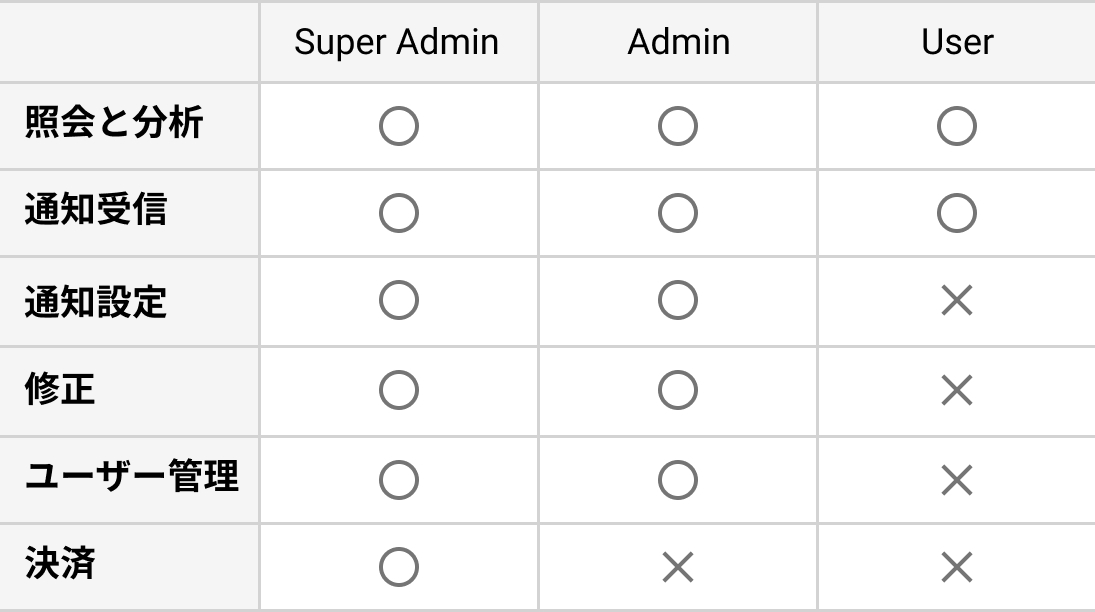 Super Admin Admin User
照会と分析 ○ ○ ○
通知受信 ○ ○ ○
通知設定 ○ ○ ×
修正 ○ ○ ×
ユーザー管理 ○ ○ ×
決済 ○ × ×